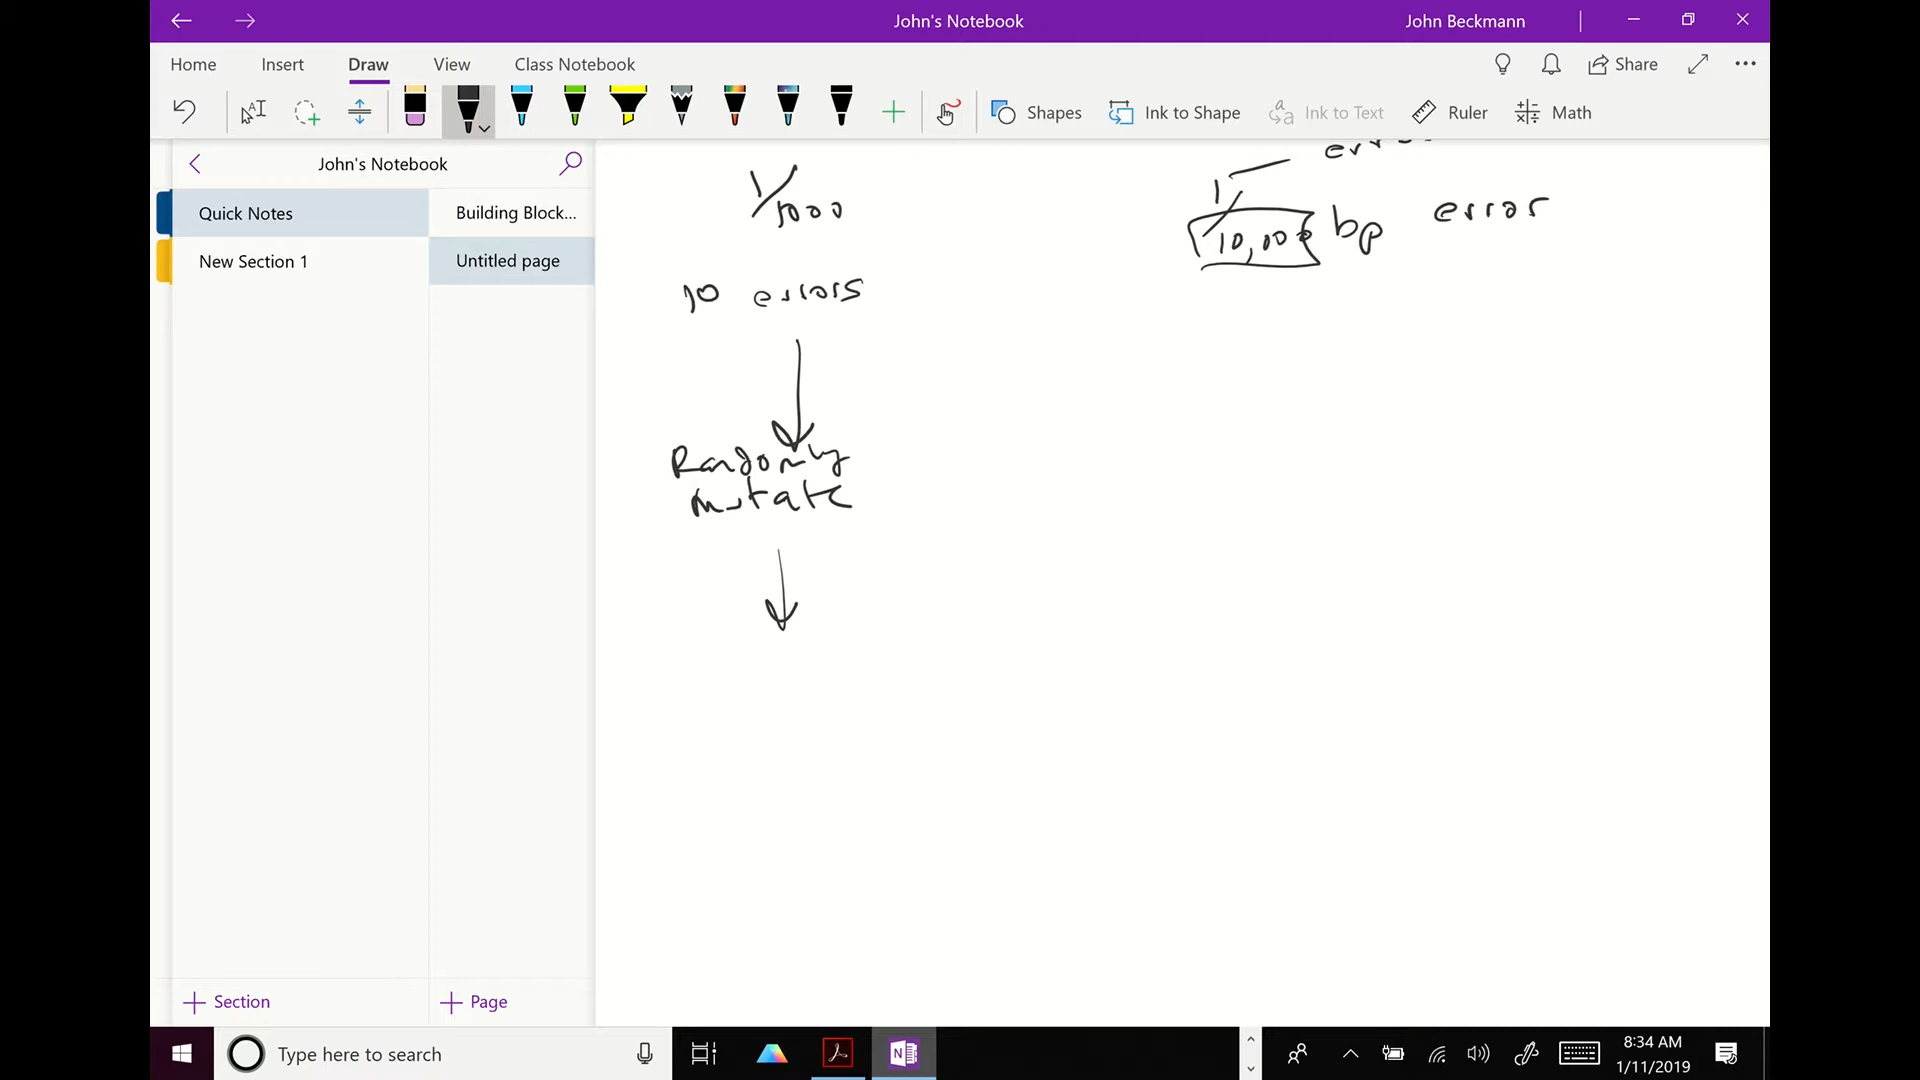 John's Notebook
John Beckmann
Home
Insert
Draw
View
Class Notebook
Share
Shapes
Ink to Shape
Ink to Text
Ruler
Math
John's Notebook
Quick Notes
New Section 1
Building Block...
Untitled page
1/1000
10 errors
Randomly
mutate
1/10,000 bp error
Section
Page
Type here to search
8:34 AM
1/11/2019